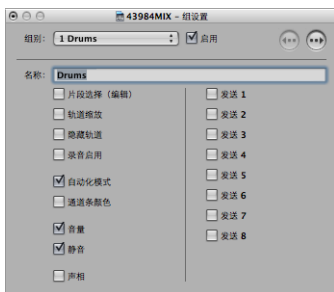 43984MIX – 组设置
组别: 1 Drums 启用
名称: Drums
片段选择（编辑）
轨道缩放
隐藏轨道
录音启用
自动化模式
通道条颜色
音量
静音
声相
发送 1
发送 2
发送 3
发送 4
发送 5
发送 6
发送 7
发送 8